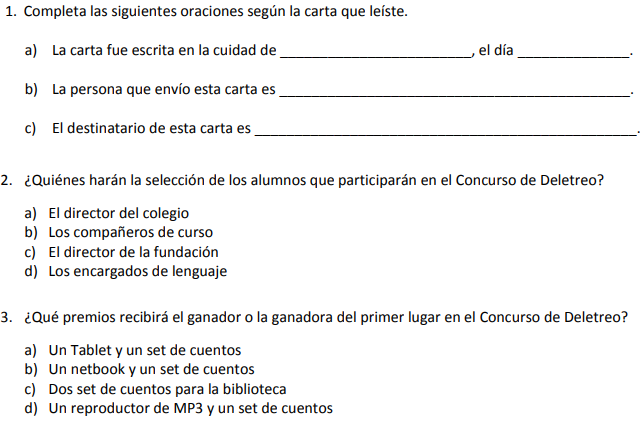 1. Completa las siguientes oraciones según la carta que leíste.
a) La carta fue escrita en la cuidad de ________________________, el día ______________.
b) La persona que envío esta carta es ____________________________________________.
c) El destinatario de esta carta es ________________________________________________.
2. ¿Quiénes harán la selección de los alumnos que participarán en el Concurso de Deletreo?
a) El director del colegio
b) Los compañeros de curso
c) El director de la fundación
d) Los encargados de lenguaje
3. ¿Qué premios recibirá el ganador o la ganadora del primer lugar en el Concurso de Deletreo?
a) Un Tablet y un set de cuentos
b) Un netbook y un set de cuentos
c) Dos set de cuentos para la biblioteca
d) Un reproductor de MP3 y un set de cuentos